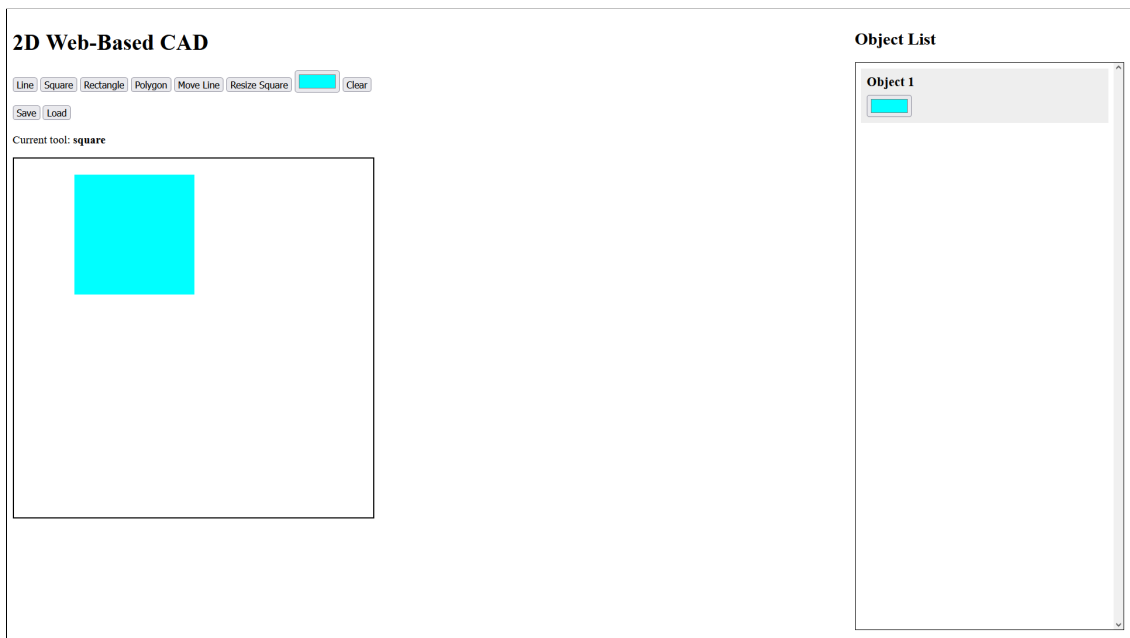 2D Web-Based CAD
Line Square Rectangle Polygon Move Line Resize Square Clear
Save Load
Current tool: square
Object List
Object 1